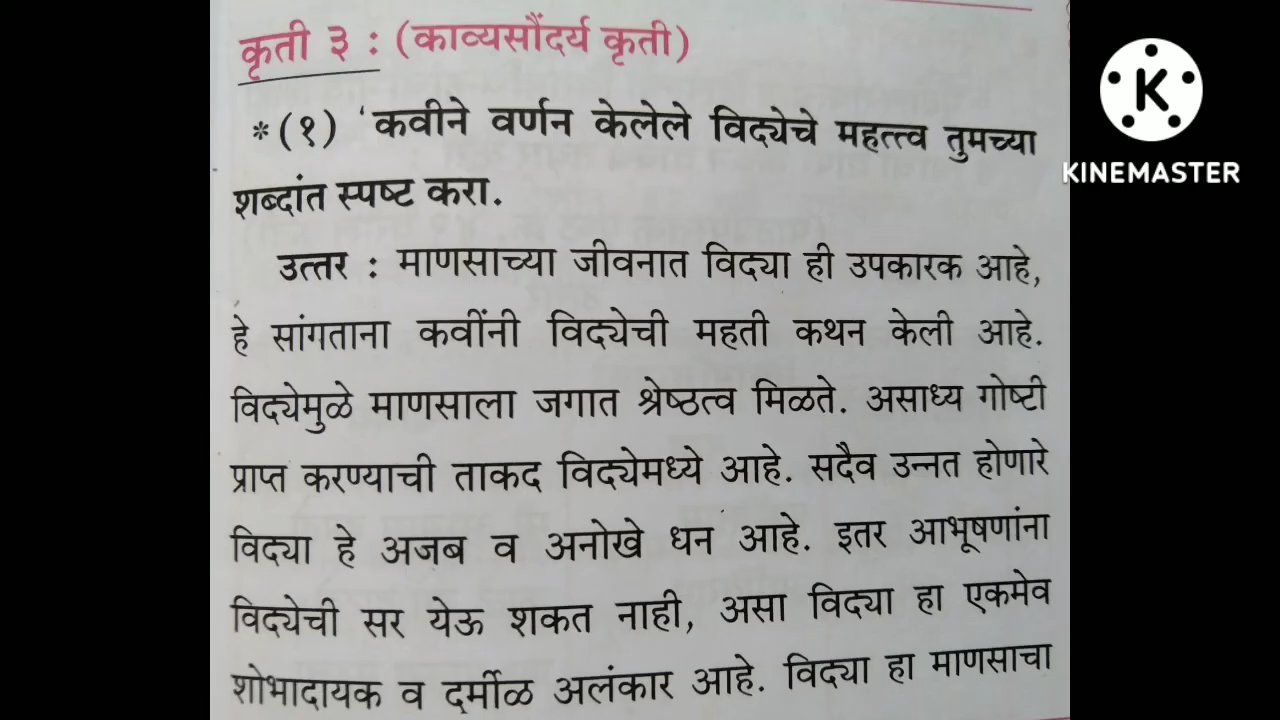 कृती ३ : (काव्यसौंदर्य कृती)
*(१) 'कवीने वर्णन केलेले विद्येचे महत्त्व तुमच्या
शब्दांत स्पष्ट करा.
उत्तर : माणसाच्या जीवनात विद्या ही उपकारक आहे,
हे सांगताना कवींनी विद्येची महती कथन केली आहे.
विद्येमुळे माणसाला जगात श्रेष्ठत्व मिळते. असाध्य गोष्टी
प्राप्त करण्याची ताकद विद्येमध्ये आहे. सदैव उन्नत होणारे
विद्या हे अजब व अनोखे धन आहे. इतर आभूषणांना
विद्येची सर येऊ शकत नाही, असा विद्या हा एकमेव
शोभादायक व दर्मीळ अलंकार आहे. विद्या हा माणसाचा
K
KINEMASTER